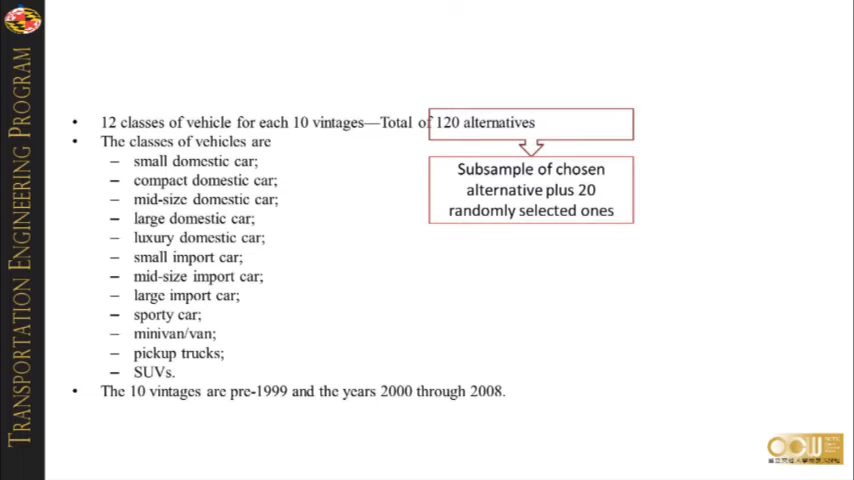 TRANSPORTATION ENGINEERING PROGRAM
• 12 classes of vehicle for each 10 vintages—Total of 120 alternatives
• The classes of vehicles are
– small domestic car;
– compact domestic car;
– mid-size domestic car;
– large domestic car;
– luxury domestic car;
– small import car;
– mid-size import car;
– large import car;
– sporty car;
– minivan/van;
– pickup trucks;
– SUVs.
• The 10 vintages are pre-1999 and the years 2000 through 2008.
Subsample of chosen
alternative plus 20
randomly selected ones
OCW